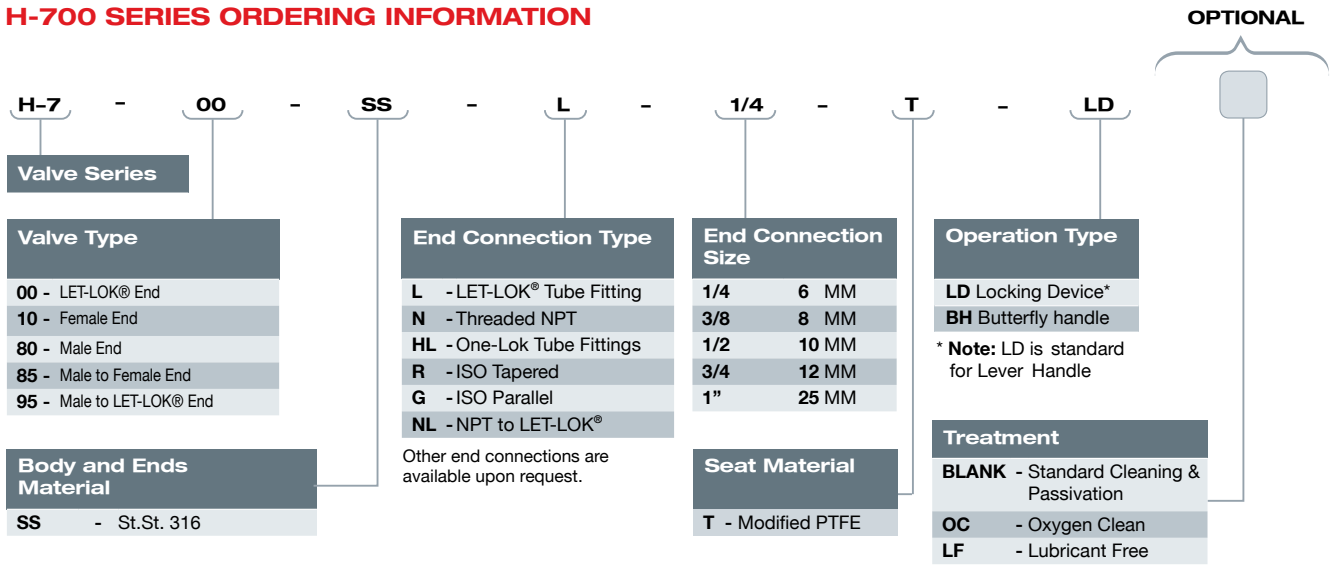 H-700 SERIES ORDERING INFORMATION
OPTIONAL
H-7 - 00 - SS - L - 1/4 - T - LD
Valve Series
Valve Type
00 - LET-LOK® End
10 - Female End
80 - Male End
85 - Male to Female End
95 - Male to LET-LOK® End
Body and Ends
Material
SS - St.St. 316
End Connection Type
L - LET-LOK® Tube Fitting
N - Threaded NPT
HL - One-Lok Tube Fittings
R - ISO Tapered
G - ISO Parallel
NL - NPT to LET-LOK®
Other end connections are
available upon request.
End Connection
Size
1/4 6 MM
3/8 8 MM
1/2 10 MM
3/4 12 MM
1” 25 MM
Seat Material
T - Modified PTFE
Operation Type
LD Locking Device*
BH Butterfly handle
* Note: LD is standard
for Lever Handle
Treatment
BLANK - Standard Cleaning &
Passivation
OC - Oxygen Clean
LF - Lubricant Free